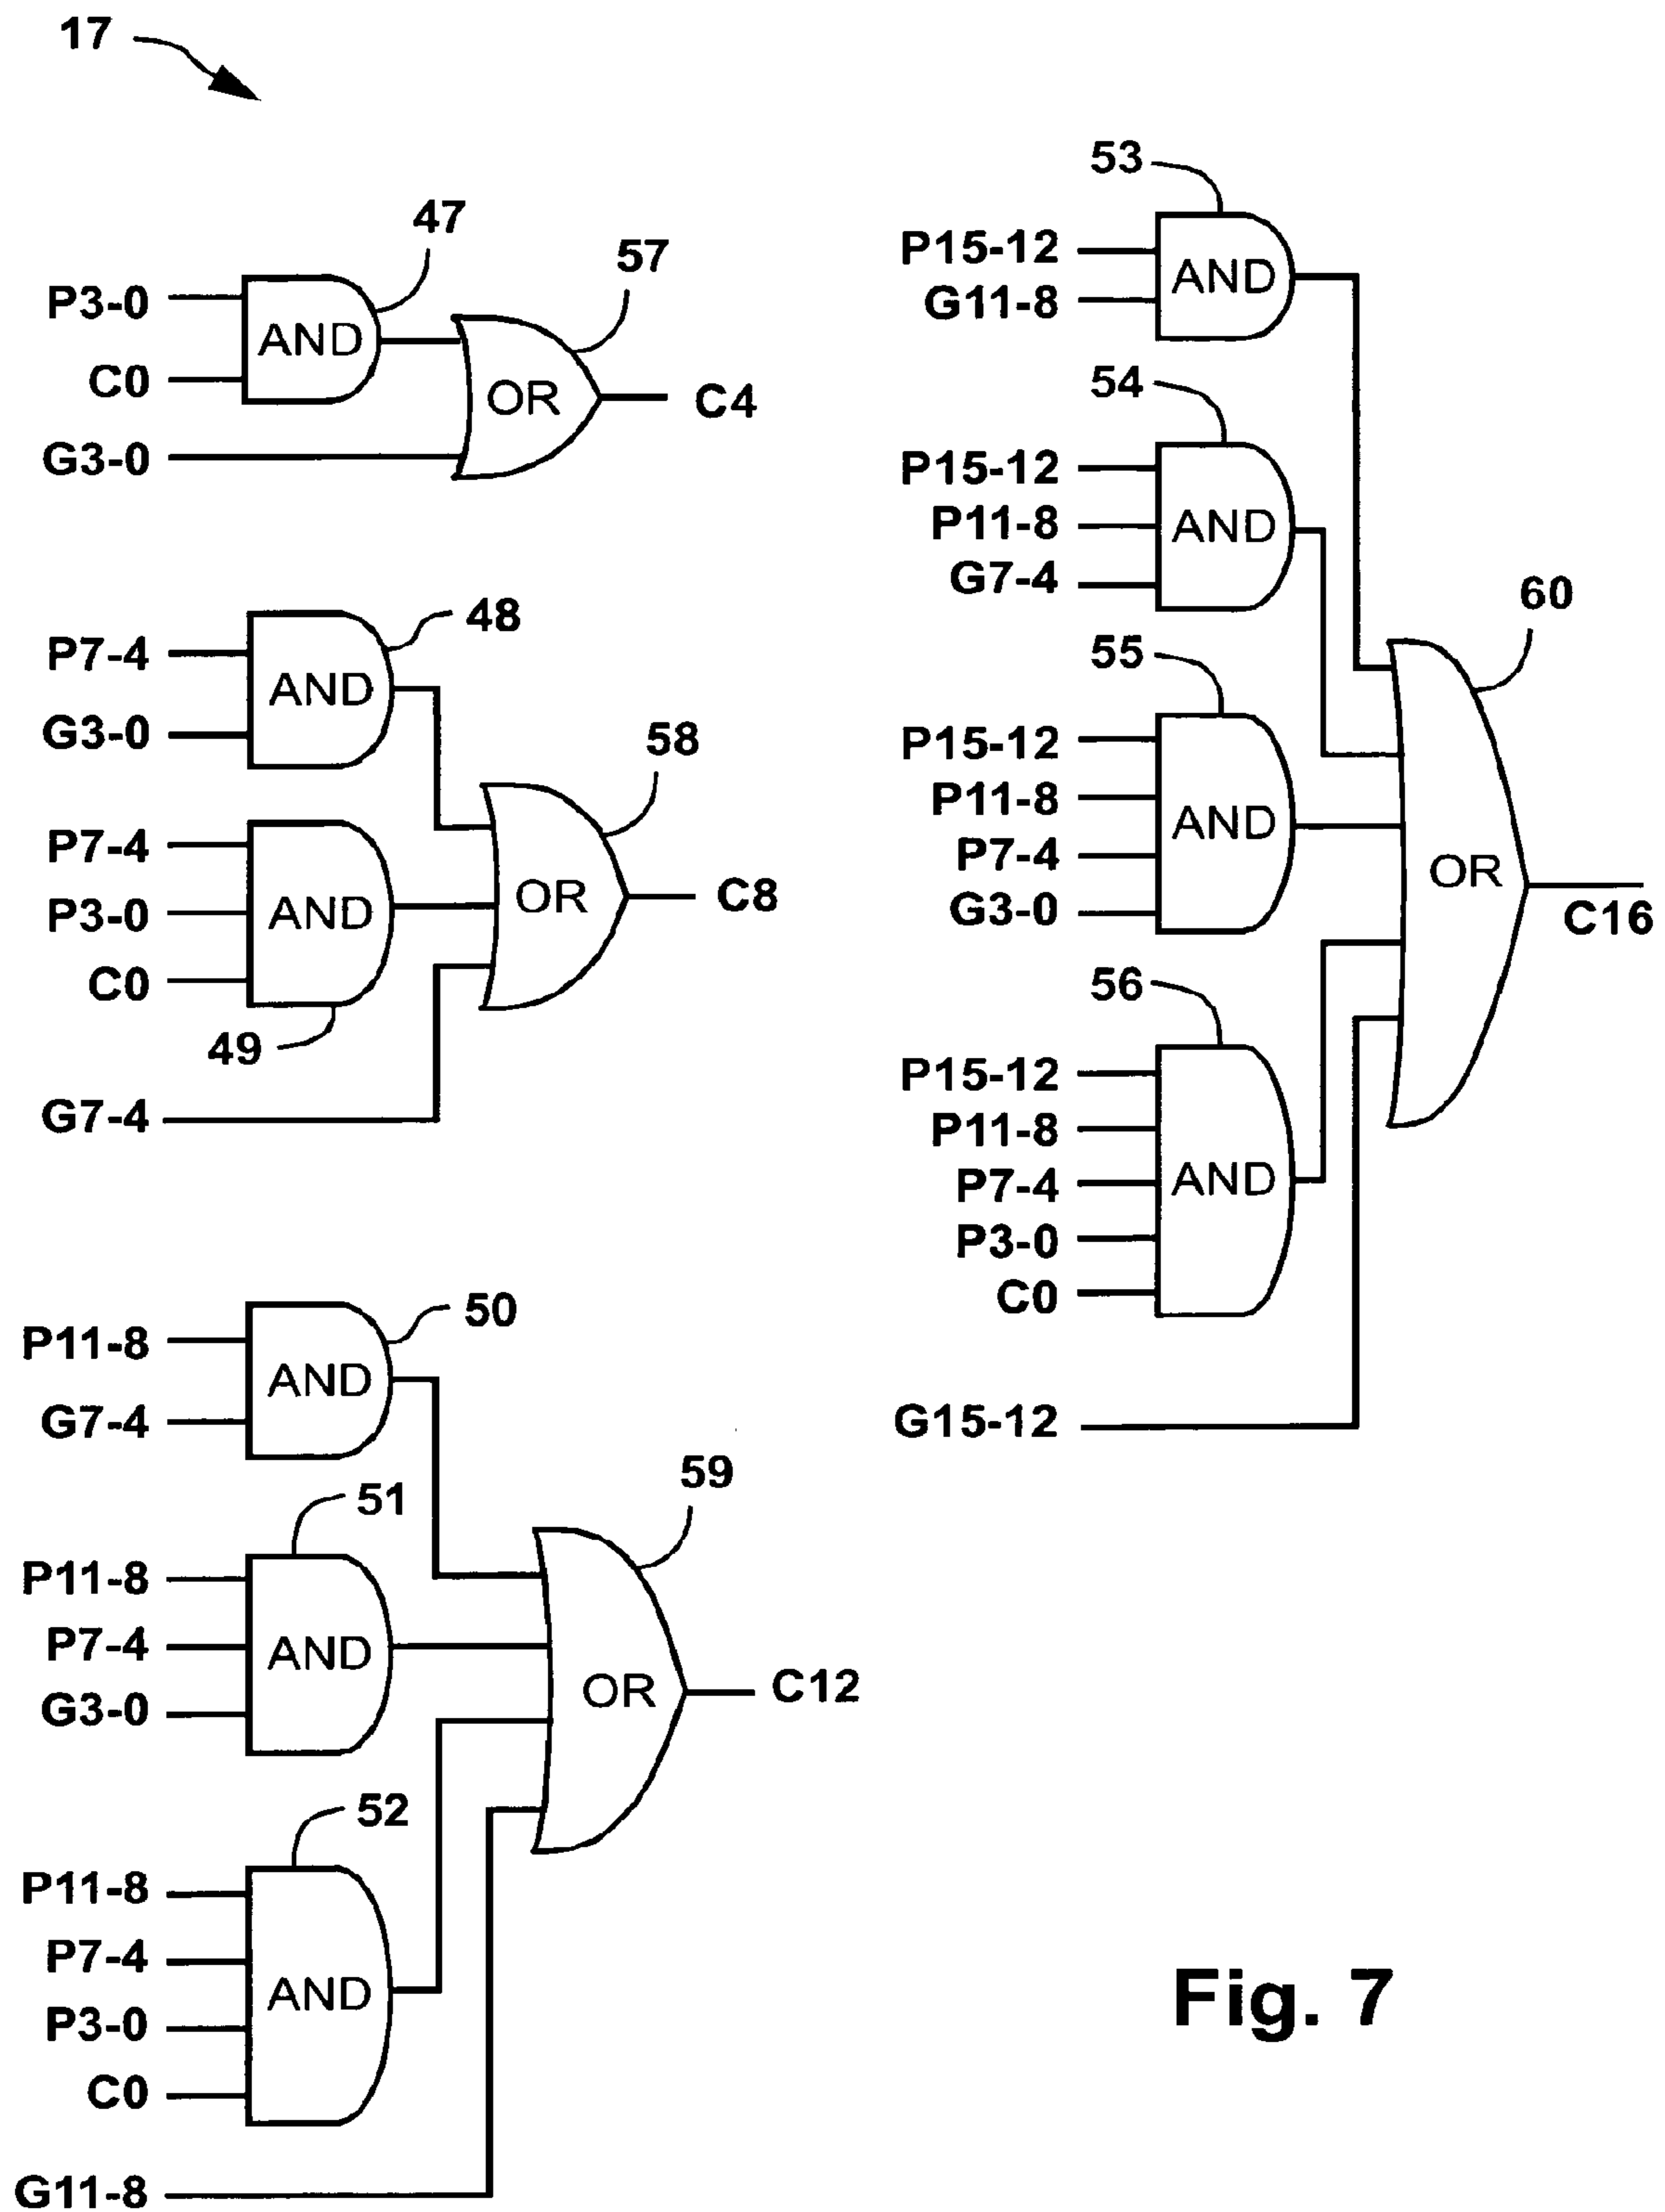 17
47
57
P3-0
AND
C0
OR
C4
G3-0
48
P7-4
AND
G3-0
58
P7-4
P3-0
AND
OR
C8
C0
49
G7-4
50
P11-8
AND
G7-4
51
59
P11-8
P7-4
AND
G3-0
OR
C12
52
P11-8
P7-4
AND
P3-0
C0
G11-8
53
P15-12
AND
G11-8
54
P15-12
P11-8
AND
G7-4
60
55
P15-12
P11-8
AND
P7-4
G3-0
OR
C16
56
P15-12
P11-8
P7-4
AND
P3-0
C0
G15-12
Fig. 7